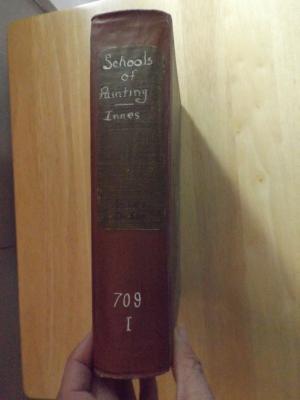 Schools
of
Painting
Innes
709
I